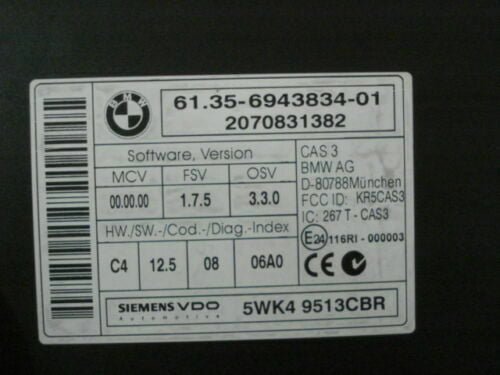 BMW
61.35-6943834-01
2070831382
Software, Version
MCV FSV OSV
00.00.00 1.7.5 3.3.0
HW./SW.-/Cod.-/Diag.-Index
C4 12.5 08 06A0
CAS 3
BMW AG
D-80788München
FCC ID: KR5CAS3
IC: 267 T - CAS3
E24 116RI - 000003
CE
SIEMENS VDO
Automotive
5WK4 9513CBR